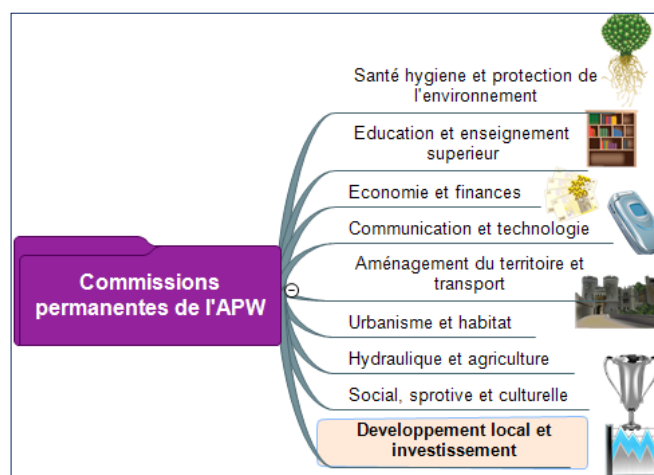 Santé hygiene et protection de
l'environnement
Education et enseignement
superieur
Economie et finances
Communication et technologie
Aménagement du territoire et
transport
Commissions
permanentes de l'APW
Urbanisme et habitat
Hydraulique et agriculture
Social, sprotive et culturelle
Developpement local et
investissement